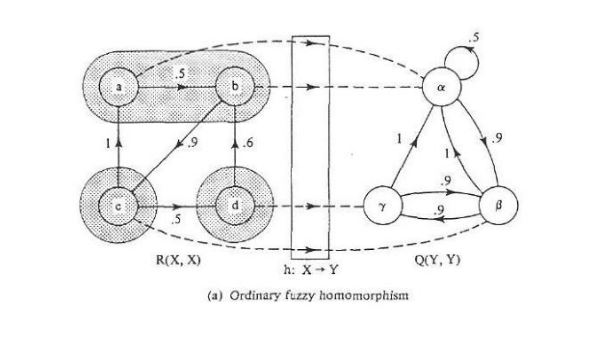 .5
a
.5
b
α
1
.9
.6
1
1
.9
.9
c
.5
d
γ
.9
β
R(X, X)
h: X → Y
Q(Y, Y)
(a) Ordinary fuzzy homomorphism